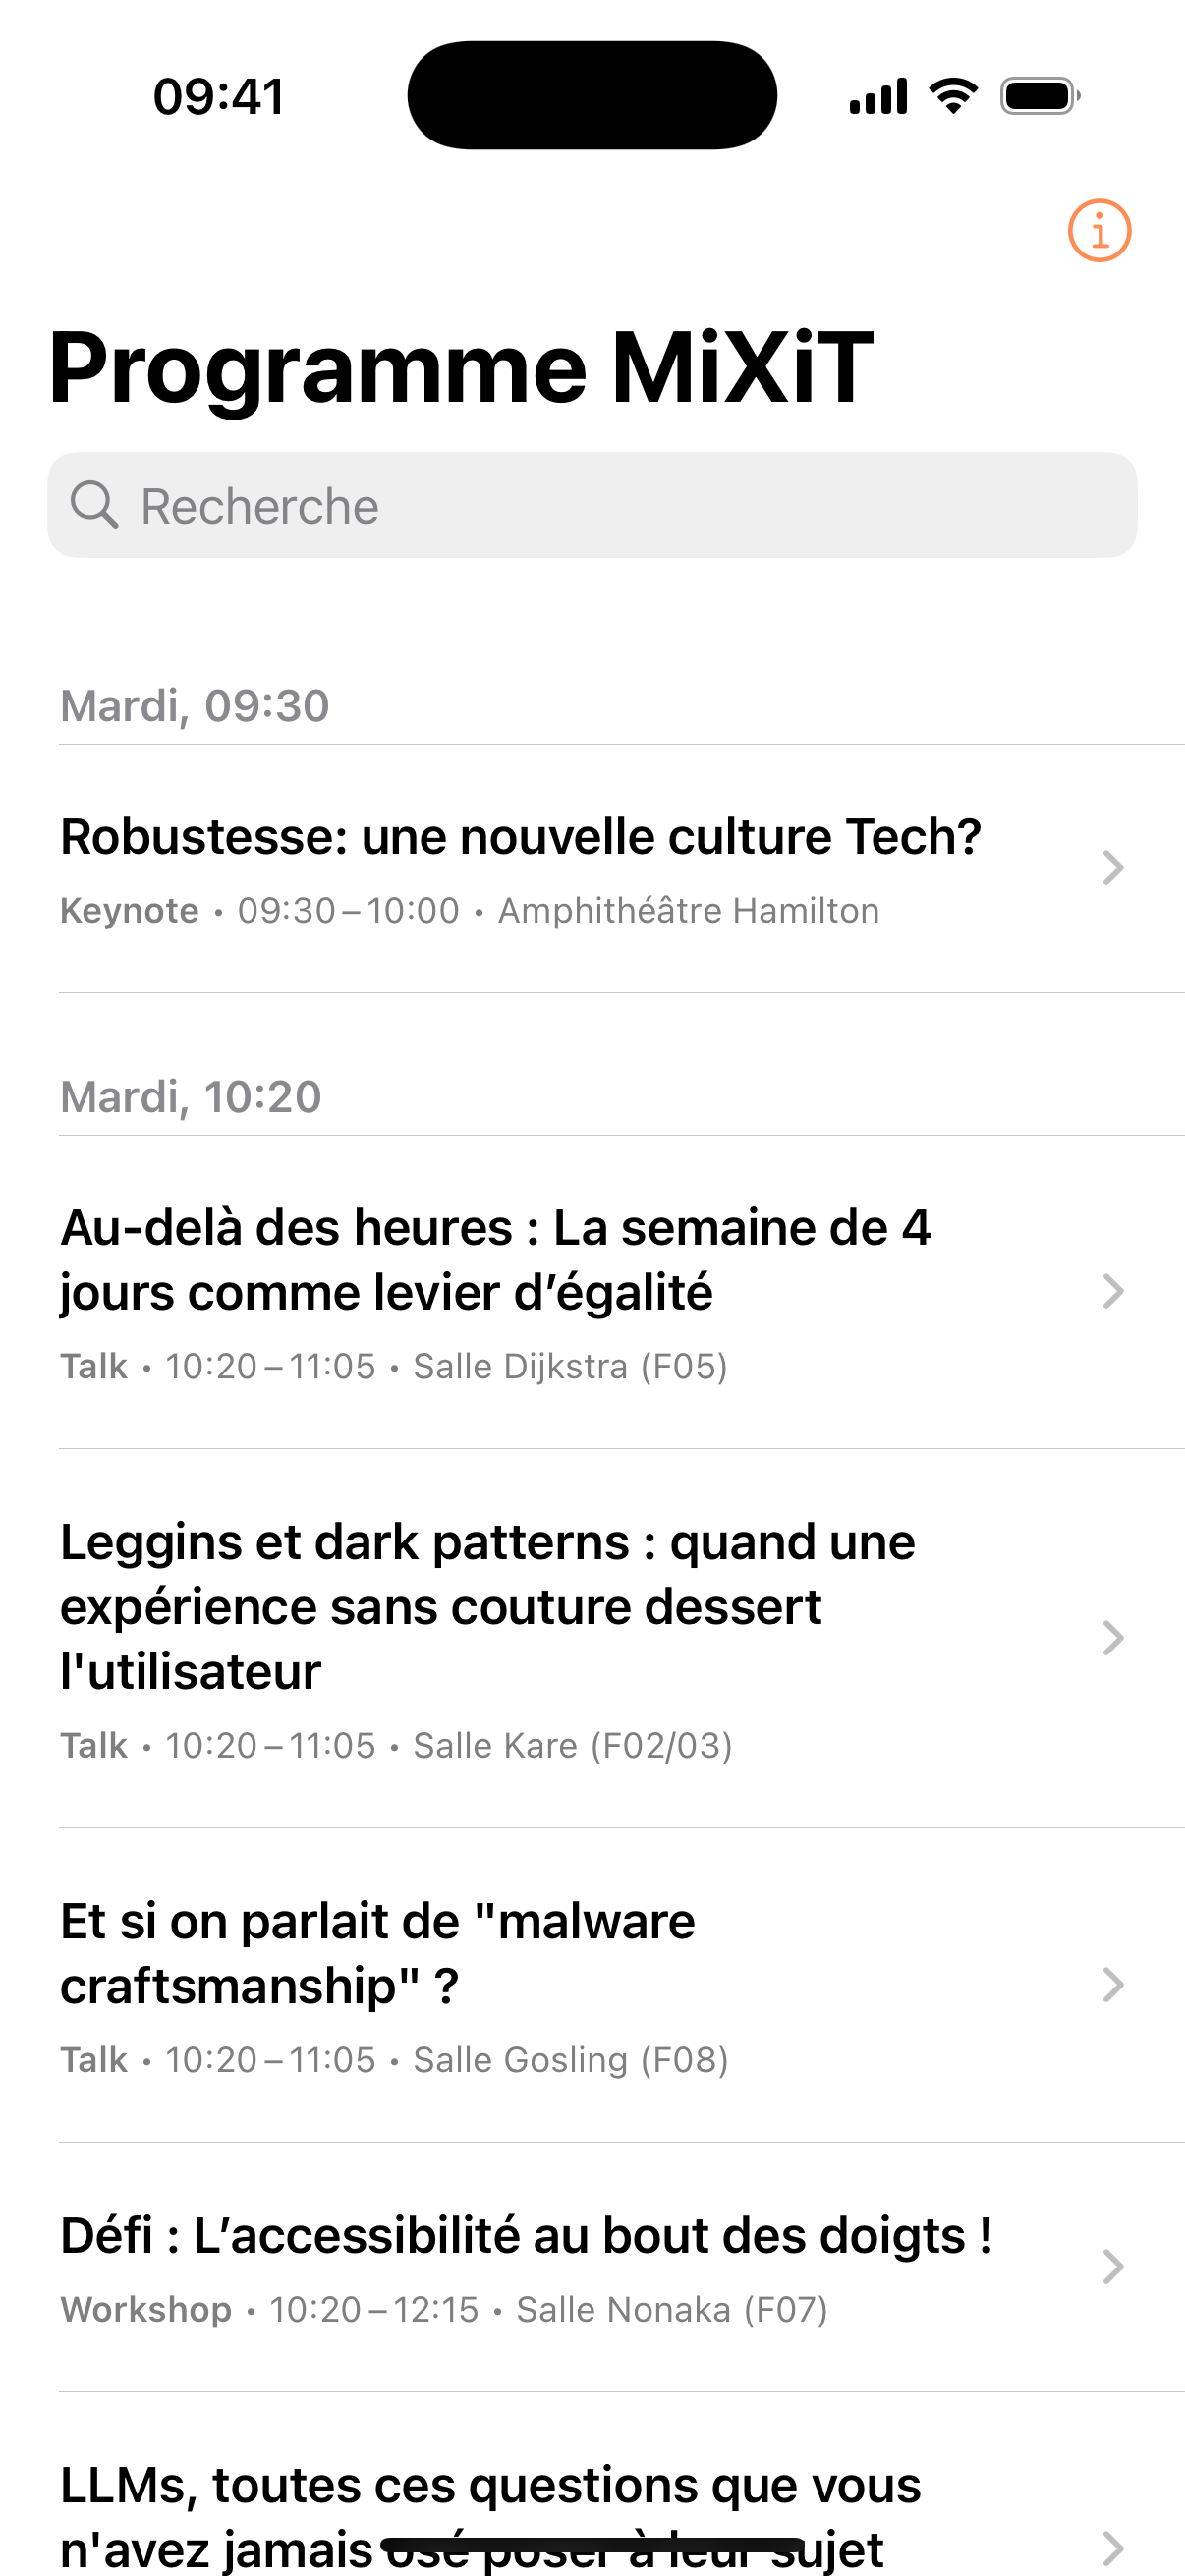 09:41
Programme MiXiT
Recherche
Mardi, 09:30
Robustesse: une nouvelle culture Tech?
Keynote • 09:30 – 10:00 • Amphithéâtre Hamilton
Mardi, 10:20
Au-delà des heures : La semaine de 4
jours comme levier d’égalité
Talk • 10:20 – 11:05 • Salle Dijkstra (F05)
Leggins et dark patterns : quand une
expérience sans couture dessert
l'utilisateur
Talk • 10:20 – 11:05 • Salle Kare (F02/03)
Et si on parlait de "malware
craftsmanship" ?
Talk • 10:20 – 11:05 • Salle Gosling (F08)
Défi : L’accessibilité au bout des doigts !
Workshop • 10:20 – 12:15 • Salle Nonaka (F07)
LLMs, toutes ces questions que vous
n'avez jamais osé poser à leur sujet